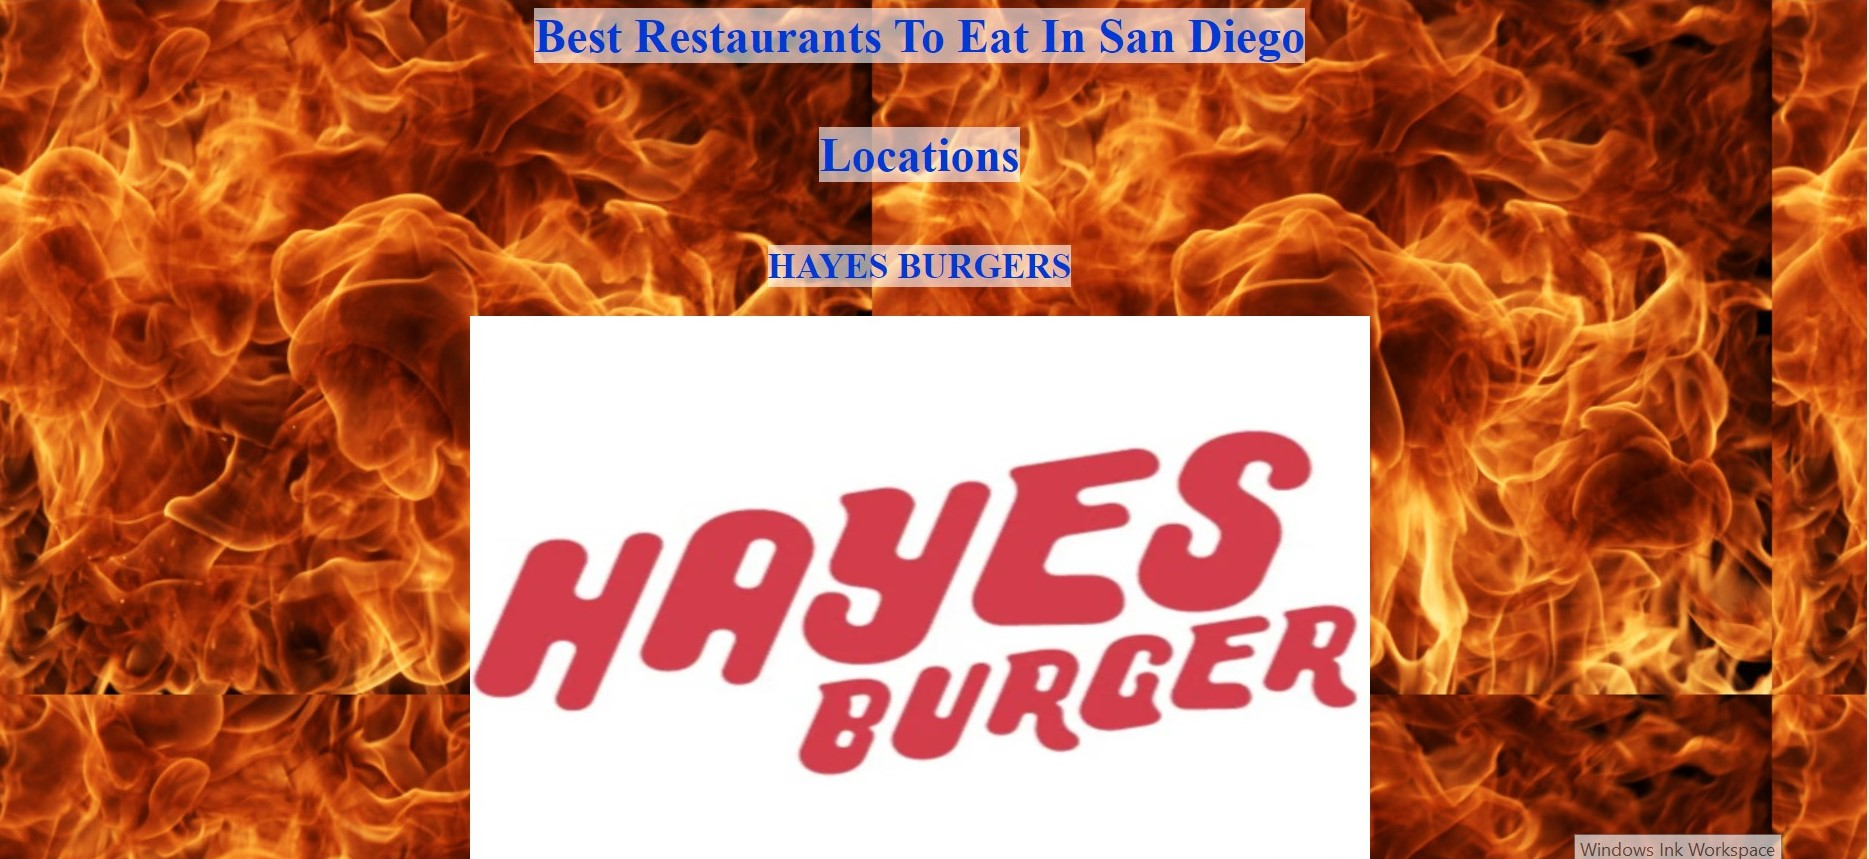 Best Restaurants To Eat In San Diego
Locations
HAYES BURGERS
HAYES
BURGER
Windows Ink Workspace